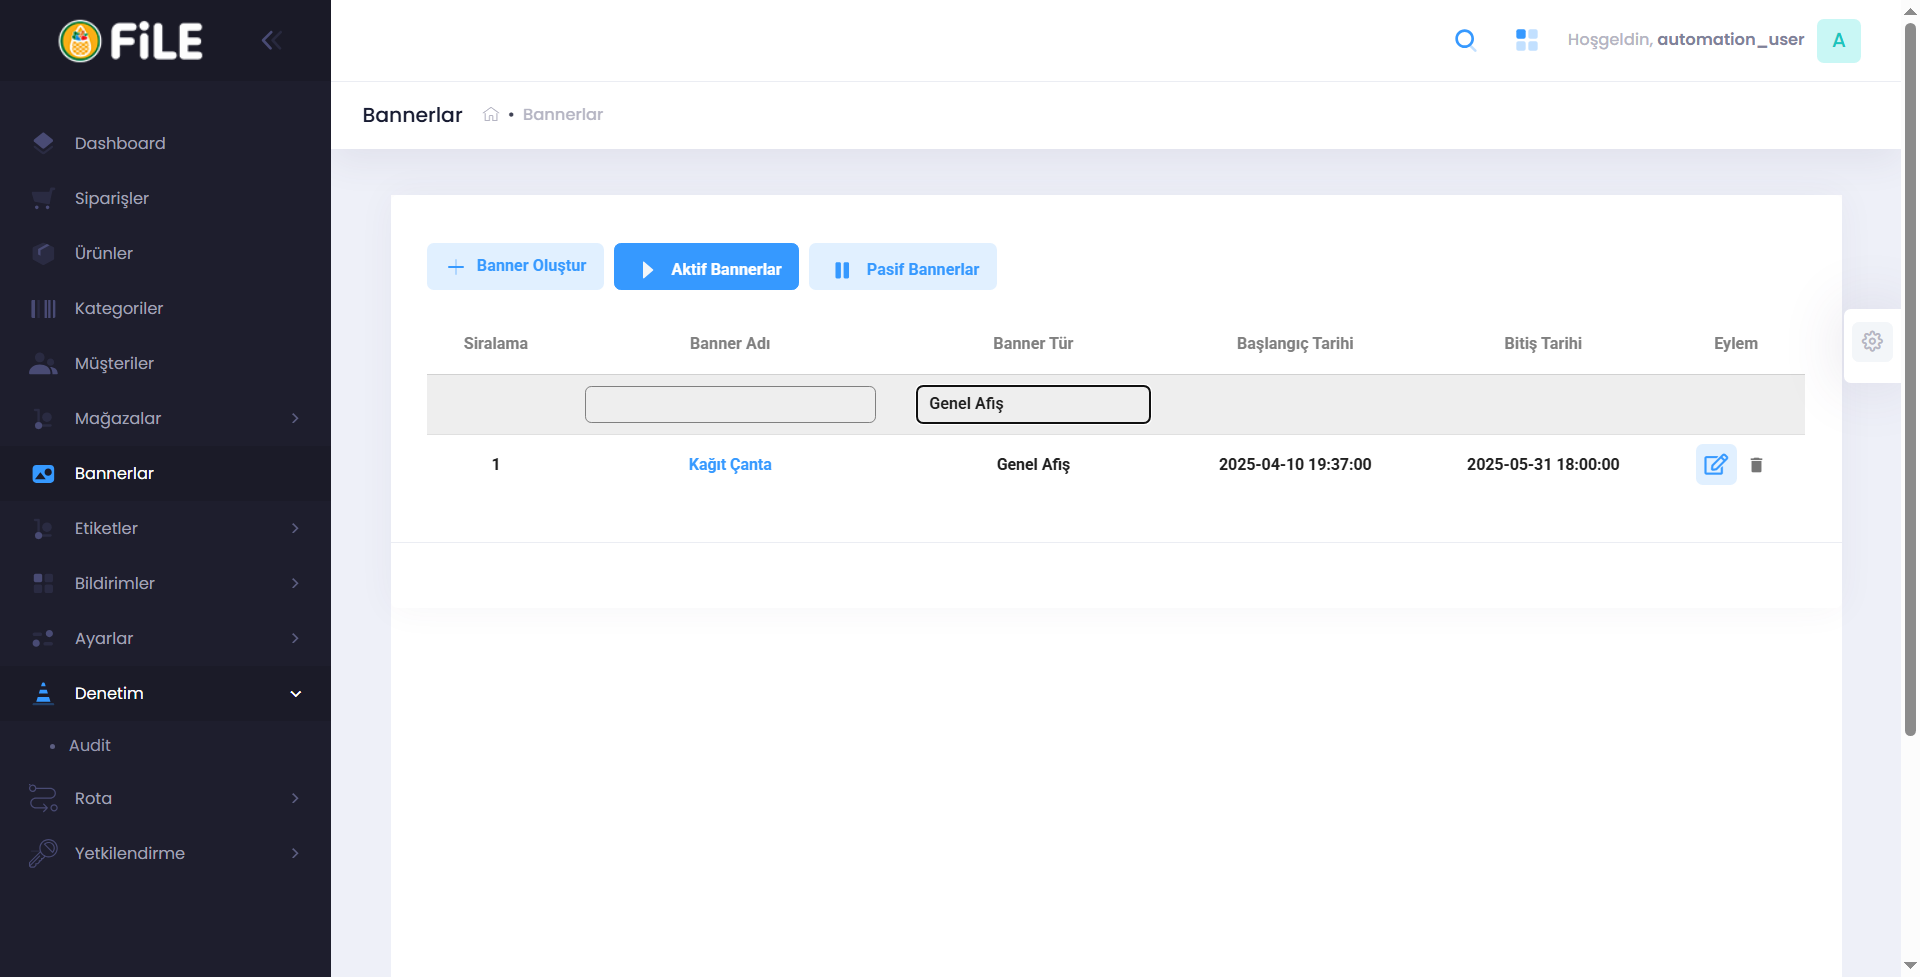 FiLE
Hoşgeldin, automation_user
A
Bannerlar
• Bannerlar
Dashboard
Siparişler
Ürünler
Kategoriler
Müşteriler
Mağazalar
Bannerlar
Etiketler
Bildirimler
Ayarlar
Denetim
• Audit
Rota
Yetkilendirme
Banner Oluştur
Aktif Bannerlar
Pasif Bannerlar
Siralama Banner Adı Banner Tür Başlangıç Tarihi Bitiş Tarihi Eylem
Genel Afiş
1 Kağıt Çanta Genel Afiş 2025-04-10 19:37:00 2025-05-31 18:00:00